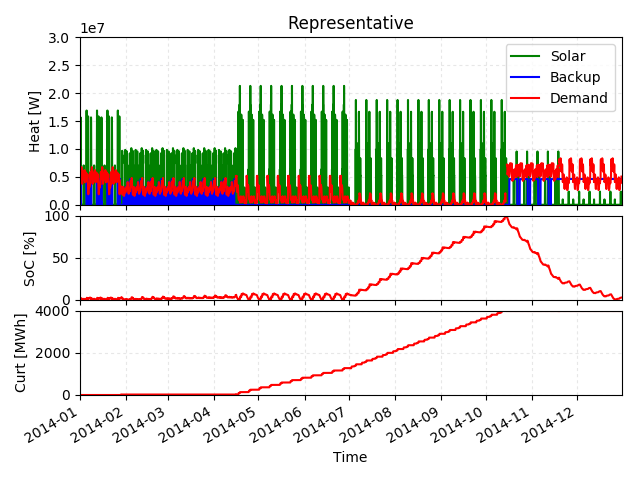 Representative
1e7
3.0
2.5
2.0
1.5
1.0
0.5
0.0
Heat [W]
Solar
Backup
Demand
100
50
0
SoC [%]
4000
2000
0
Curt [MWh]
2014-01
2014-02
2014-03
2014-04
2014-05
2014-06
2014-07
2014-08
2014-09
2014-10
2014-11
2014-12
Time